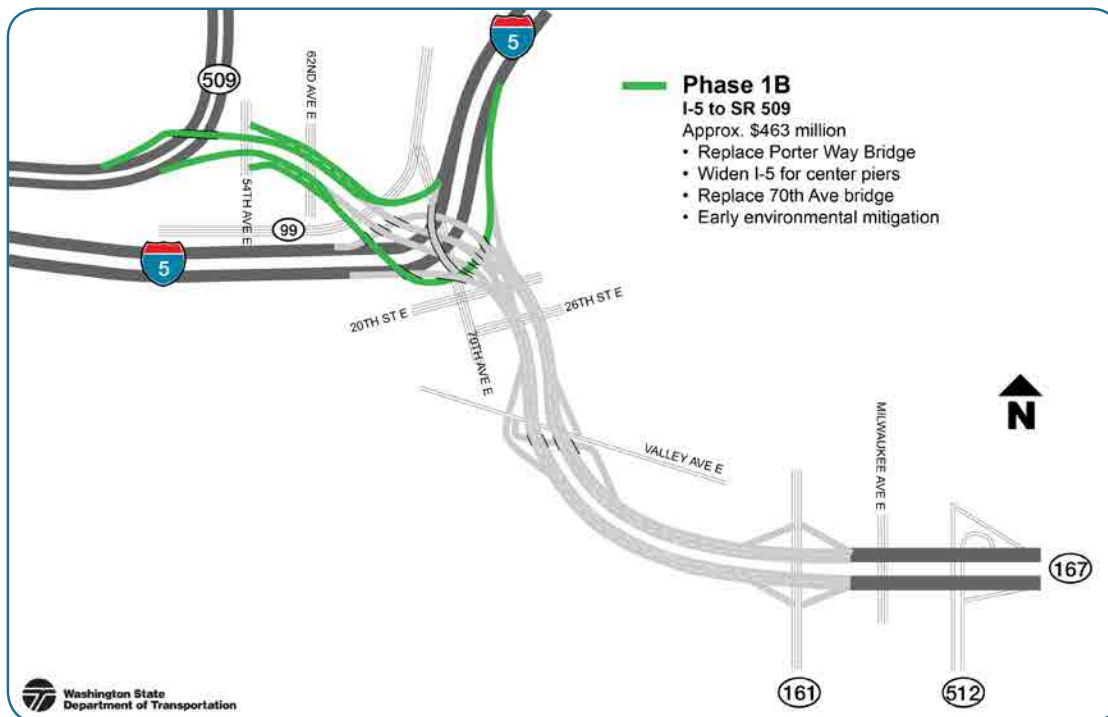 5
509
62ND AVE E
Phase 1B
I-5 to SR 509
Approx. $463 million
• Replace Porter Way Bridge
• Widen I-5 for center piers
• Replace 70th Ave bridge
• Early environmental mitigation
54TH AVE E
99
5
20TH ST E
26TH ST E
70TH AVE E
N
MILWAUKEE AVE E
VALLEY AVE E
167
161
512
Washington State
Department of Transportation